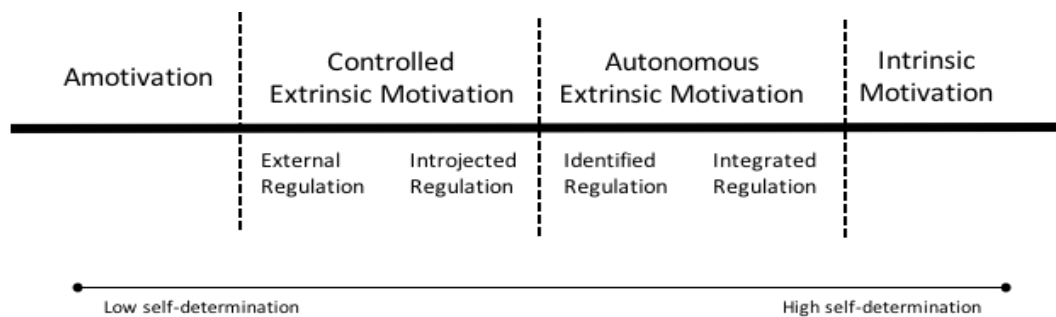 Amotivation
Controlled
Extrinsic Motivation
Autonomous
Extrinsic Motivation
Intrinsic
Motivation
External
Regulation
Introjected
Regulation
Identified
Regulation
Integrated
Regulation
Low self-determination
High self-determination